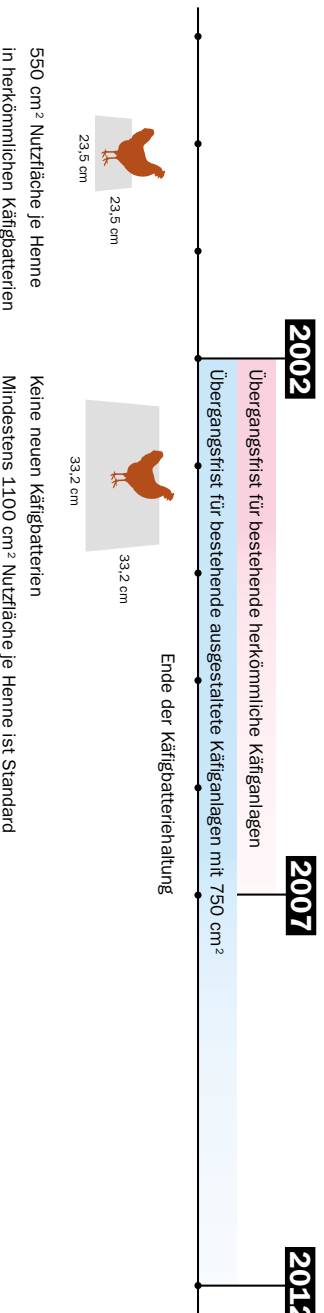 2002
2007
2012
Übergangsfrist für bestehende herkömmliche Käfiganlagen
Übergangsfrist für bestehende ausgestaltete Käfiganlagen mit 750 cm²
Ende der Käfigbatteriehaltung
23,5 cm
23,5 cm
33,2 cm
33,2 cm
550 cm² Nutzfläche je Henne
in herkömmlichen Käfigbatterien
Keine neuen Käfigbatterien
Mindestens 1100 cm² Nutzfläche je Henne ist Standard